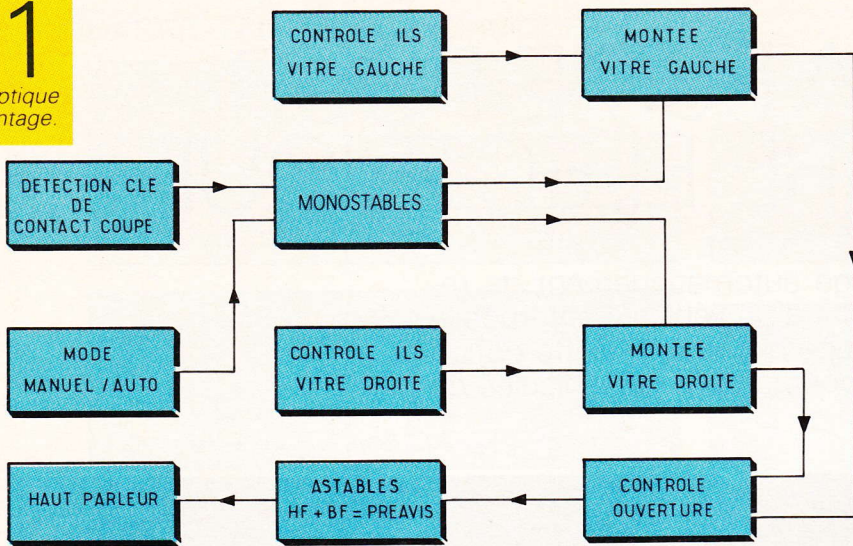 1
ptique
ntage.
CONTROLE ILS
VITRE GAUCHE
MONTEE
VITRE GAUCHE
DETECTION CLE
DE
CONTACT COUPE
MONOSTABLES
MODE
MANUEL / AUTO
CONTROLE ILS
VITRE DROITE
MONTEE
VITRE DROITE
HAUT PARLEUR
ASTABLES
HF + BF = PREAVIS
CONTROLE
OUVERTURE